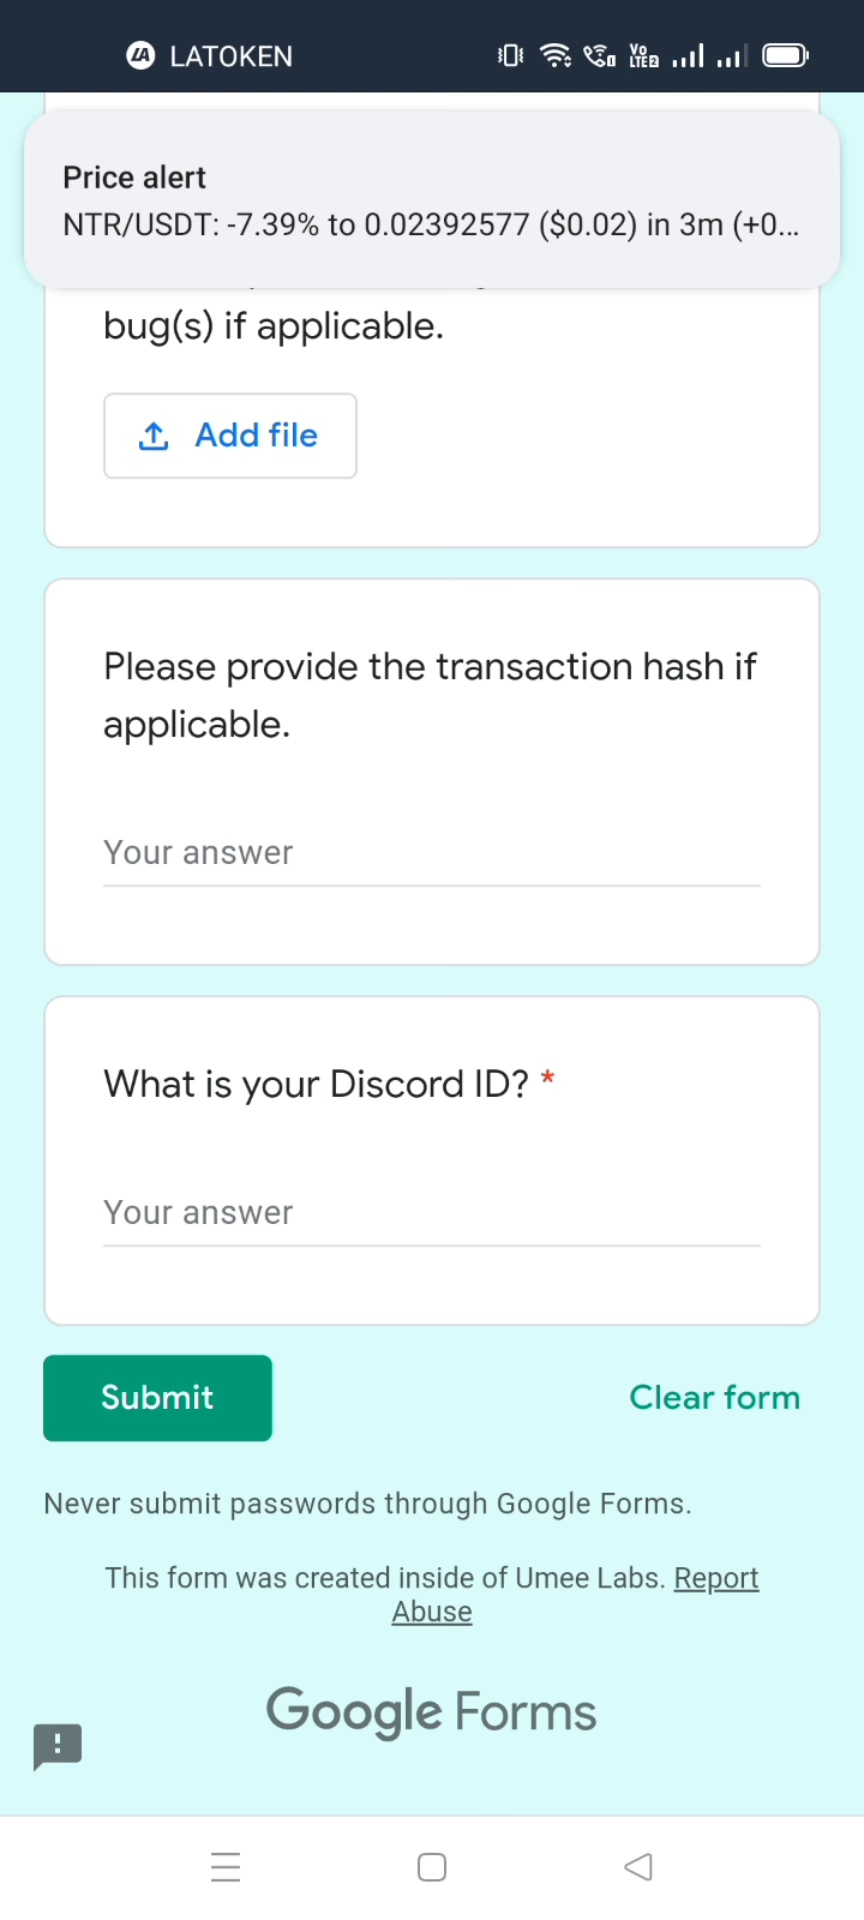 LATOKEN
Price alert
NTR/USDT: -7.39% to 0.02392577 ($0.02) in 3m (+0...
bug(s) if applicable.
Add file
Please provide the transaction hash if
applicable.
Your answer
What is your Discord ID? *
Your answer
Submit
Clear form
Never submit passwords through Google Forms.
This form was created inside of Umee Labs. Report
Abuse
Google Forms